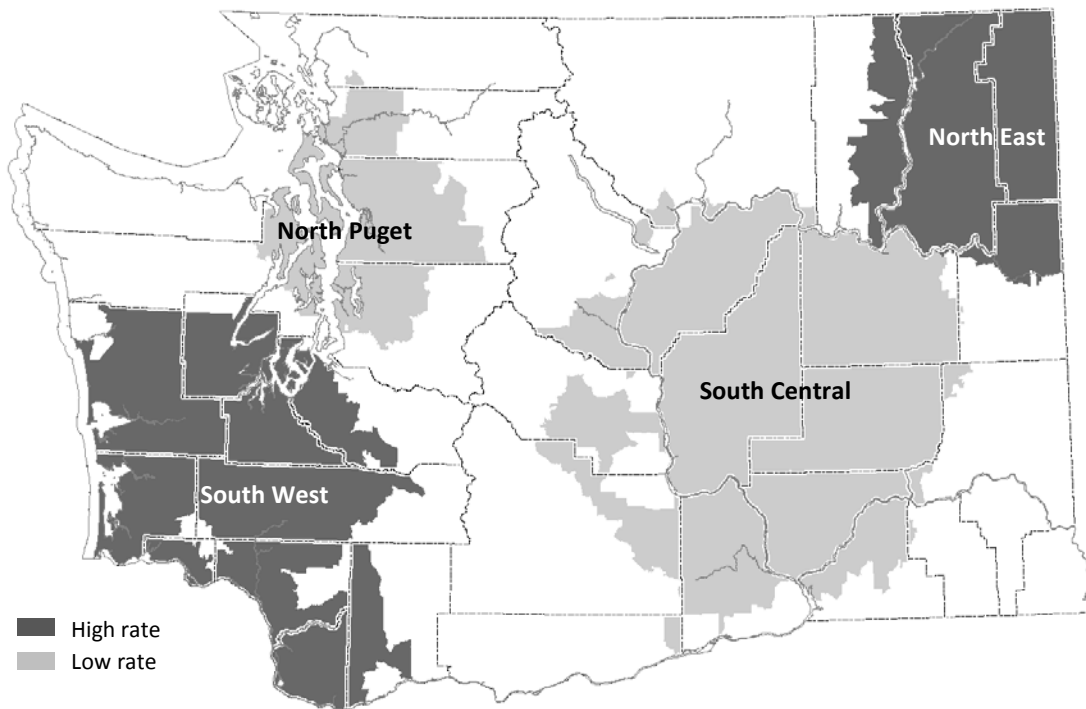 North East
North Puget
South Central
South West
High rate
Low rate